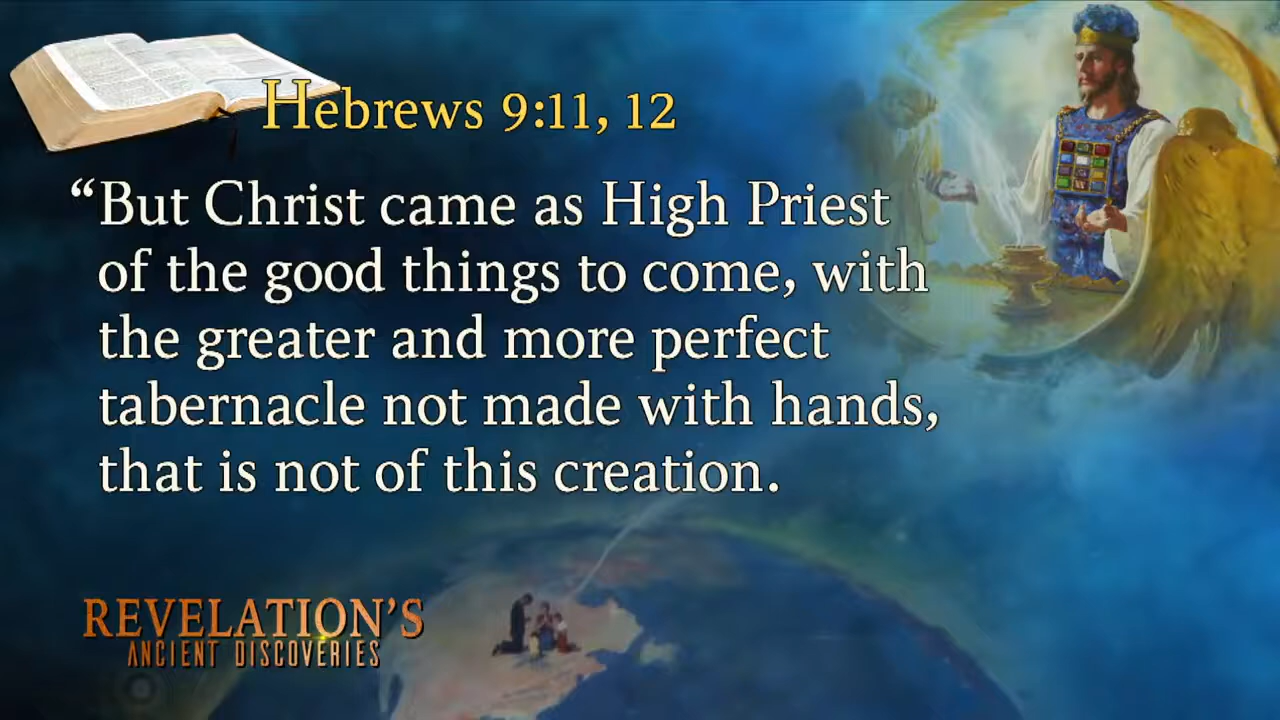 Hebrews 9:11, 12
“But Christ came as High Priest
of the good things to come, with
the greater and more perfect
tabernacle not made with hands,
that is not of this creation.
REVELATION’S
ANCIENT DISCOVERIES